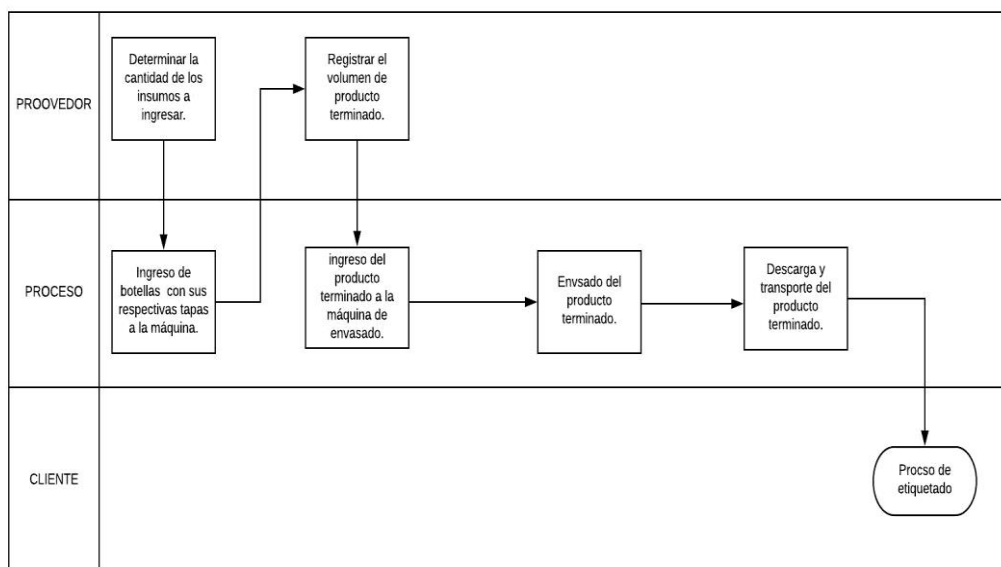 PROOVEDOR
Determinar la
cantidad de los
insumos a
ingresar.
Registrar el
volumen de
producto
terminado.
PROCESO
Ingreso de
botellas con sus
respectivas tapas
a la máquina.
ingreso del
producto
terminado a la
máquina de
envasado.
Envsado del
producto
terminado.
Descarga y
transporte del
producto
terminado.
CLIENTE
Procso de
etiquetado